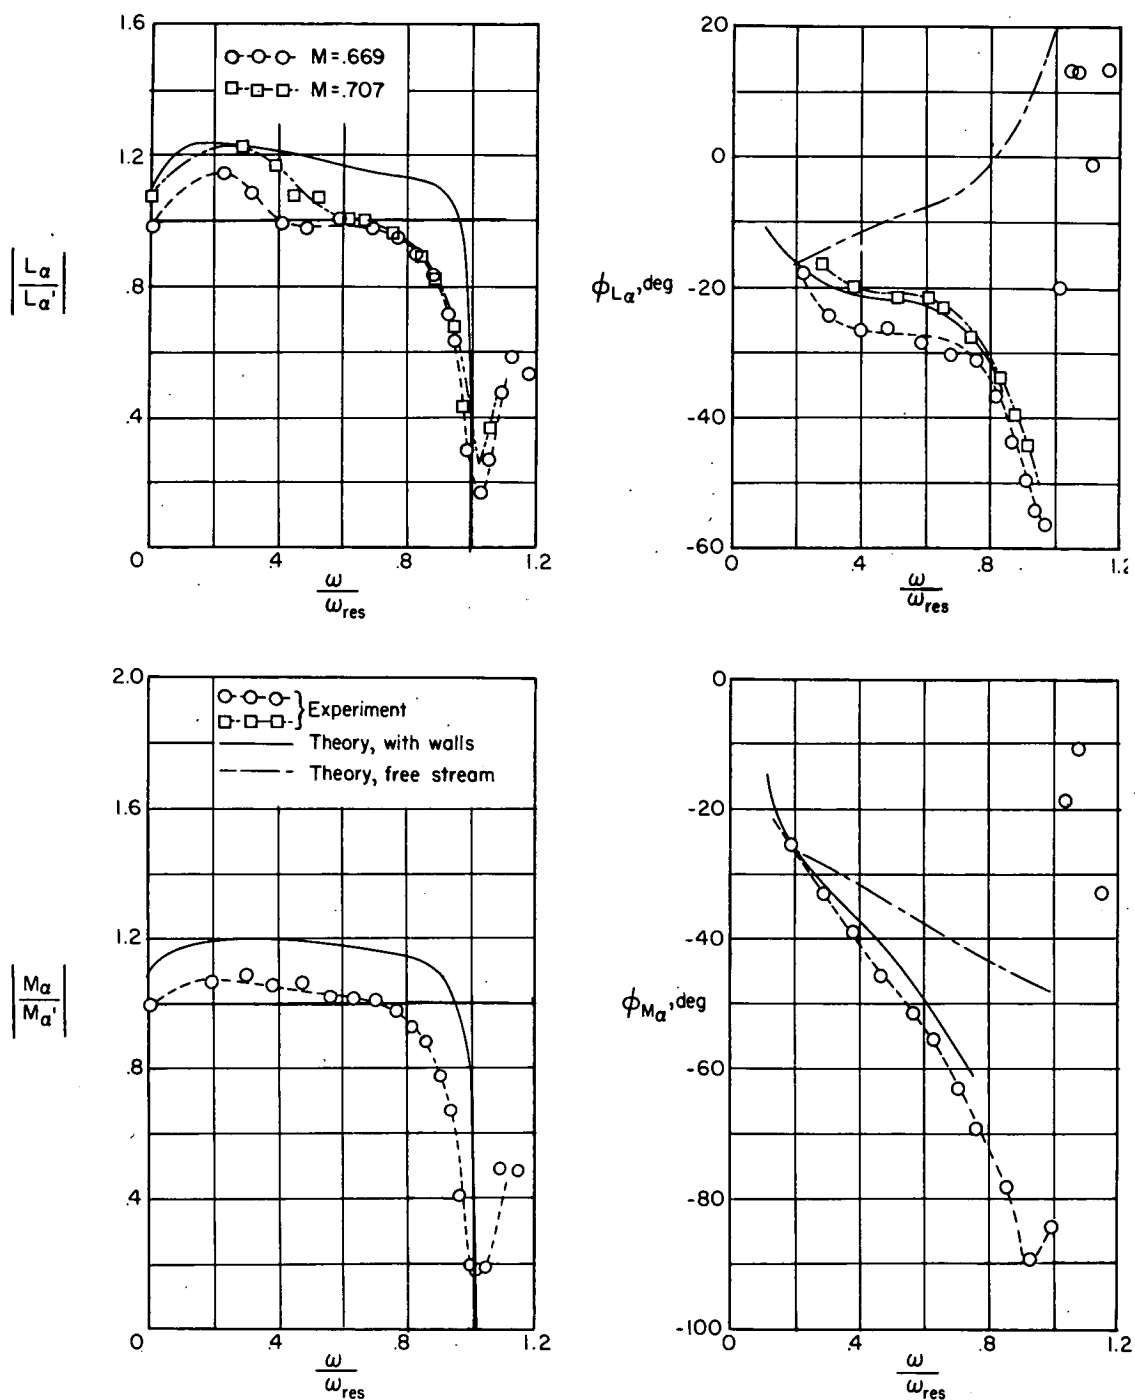 1.6
M = .669
M = .707
1.2
.8
.4
0
.4
.8
1.2
|Lα/Lα'|
ω/ωres
20
0
-20
-40
-60
0
.4
.8
1.2
ϕLα, deg
ω/ωres
2.0
Experiment
Theory, with walls
Theory, free stream
1.6
1.2
.8
.4
0
.4
.8
1.2
|Mα/Mα'|
ω/ωres
0
-20
-40
-60
-80
-100
0
.4
.8
1.2
ϕMα, deg
ω/ωres